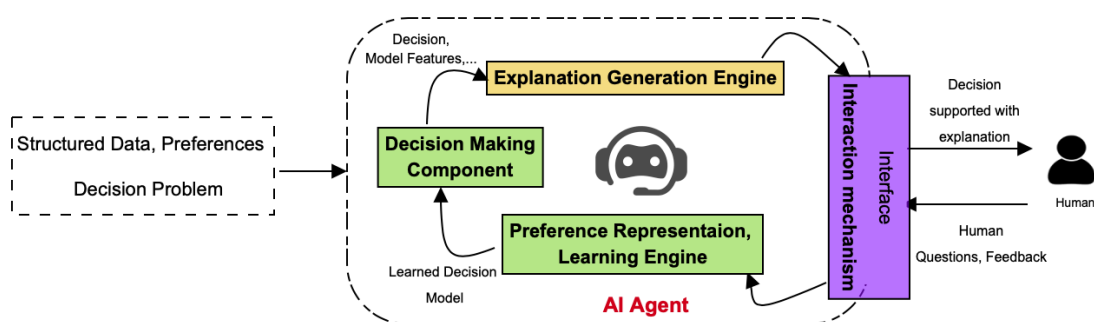 Structured Data, Preferences
Decision Problem
Decision,
Model Features,...
Explanation Generation Engine
Decision Making
Component
Preference Representaion,
Learning Engine
Learned Decision
Model
AI Agent
Interaction mechanism
Interface
Decision
supported with
explanation
Human
Human
Questions, Feedback